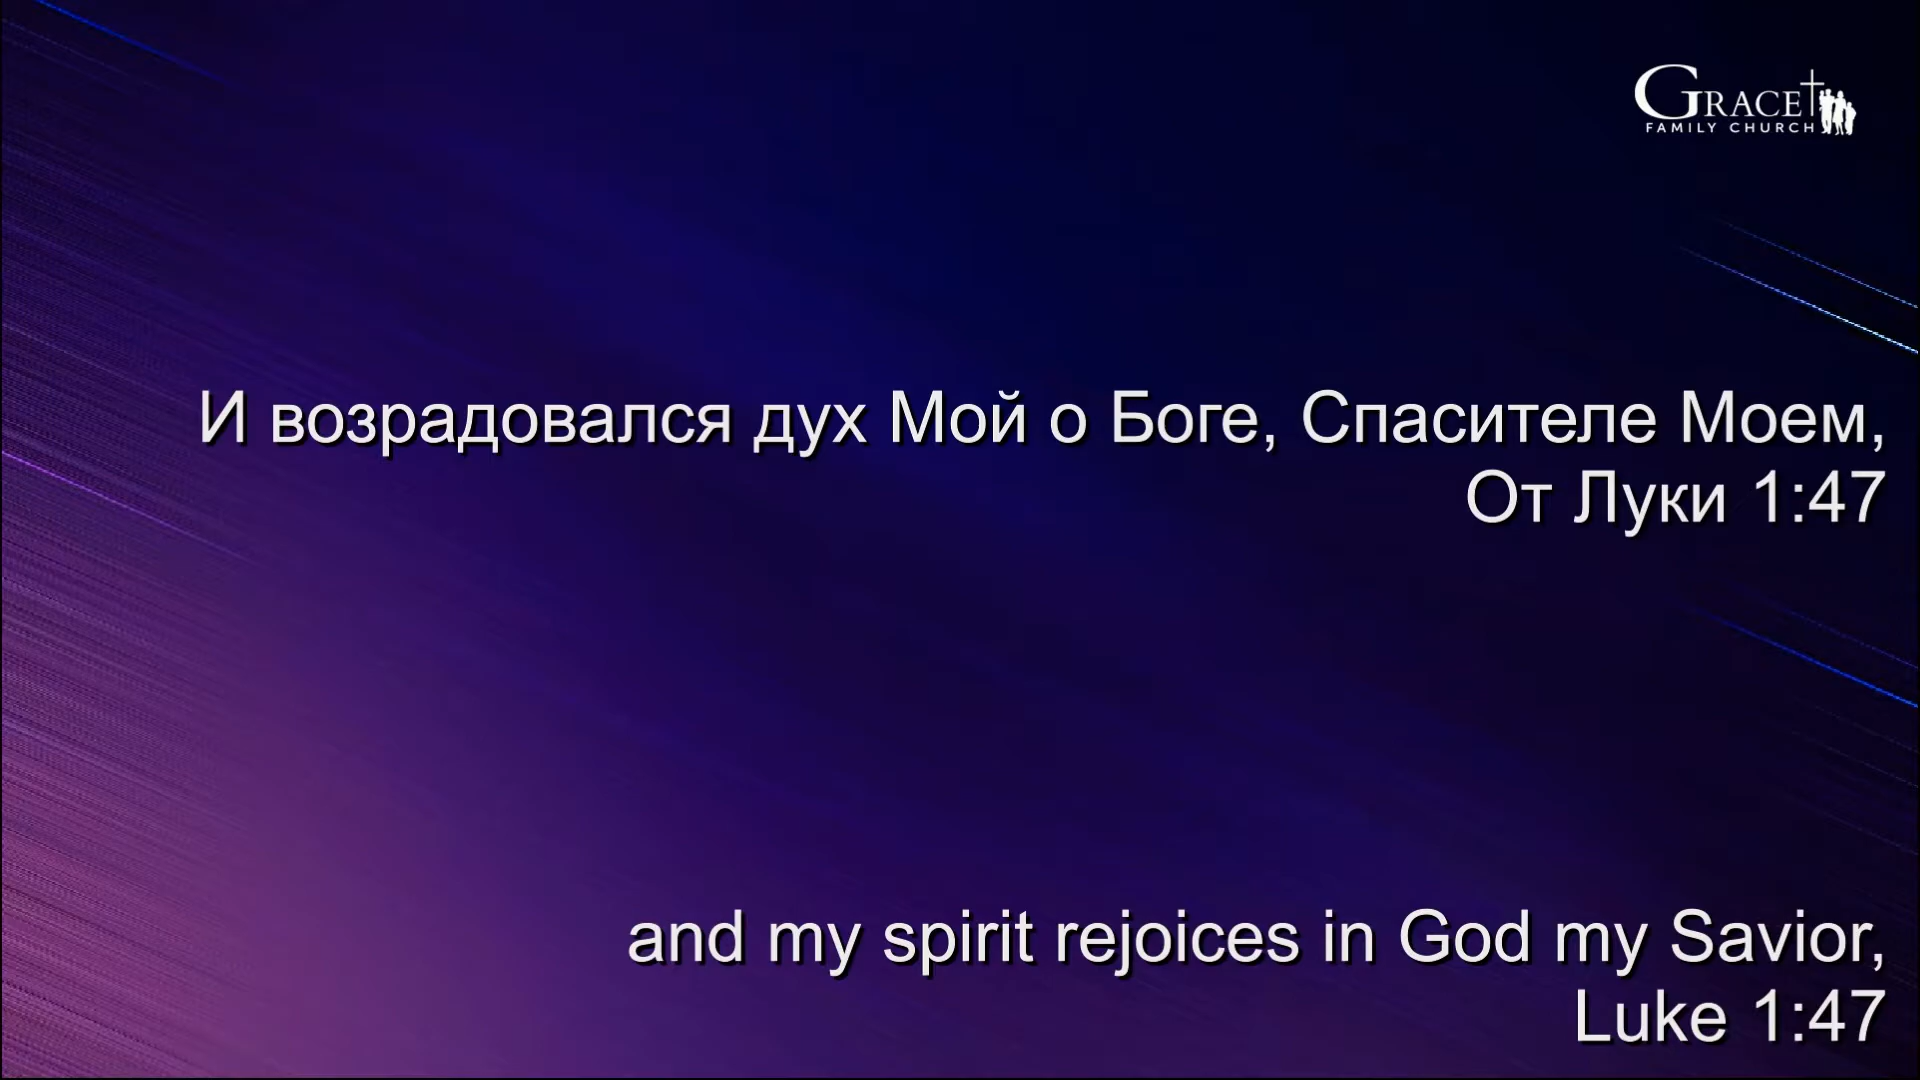 GRACE
FAMILY CHURCH
И возрадовался дух Мой о Боге, Спасителе Моем,
От Луки 1:47
and my spirit rejoices in God my Savior,
Luke 1:47